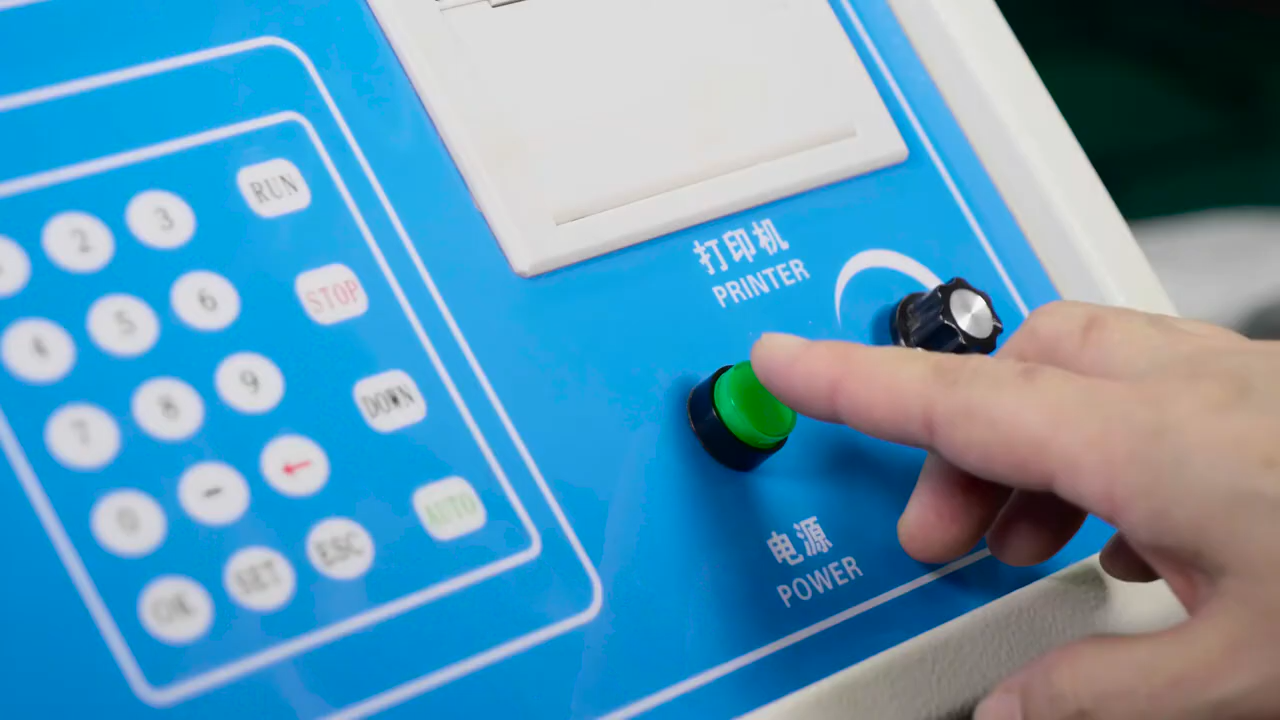 2 3 RUN
4 5 6 STOP
7 8 9 DOWN
0 - ← AUTO
OK SET ESC
打印机
PRINTER
电源
POWER